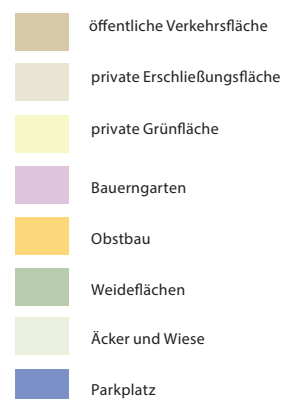 öffentliche Verkehrsfläche
private Erschließungsfläche
private Grünfläche
Bauerngarten
Obstbau
Weideflächen
Äcker und Wiese
Parkplatz